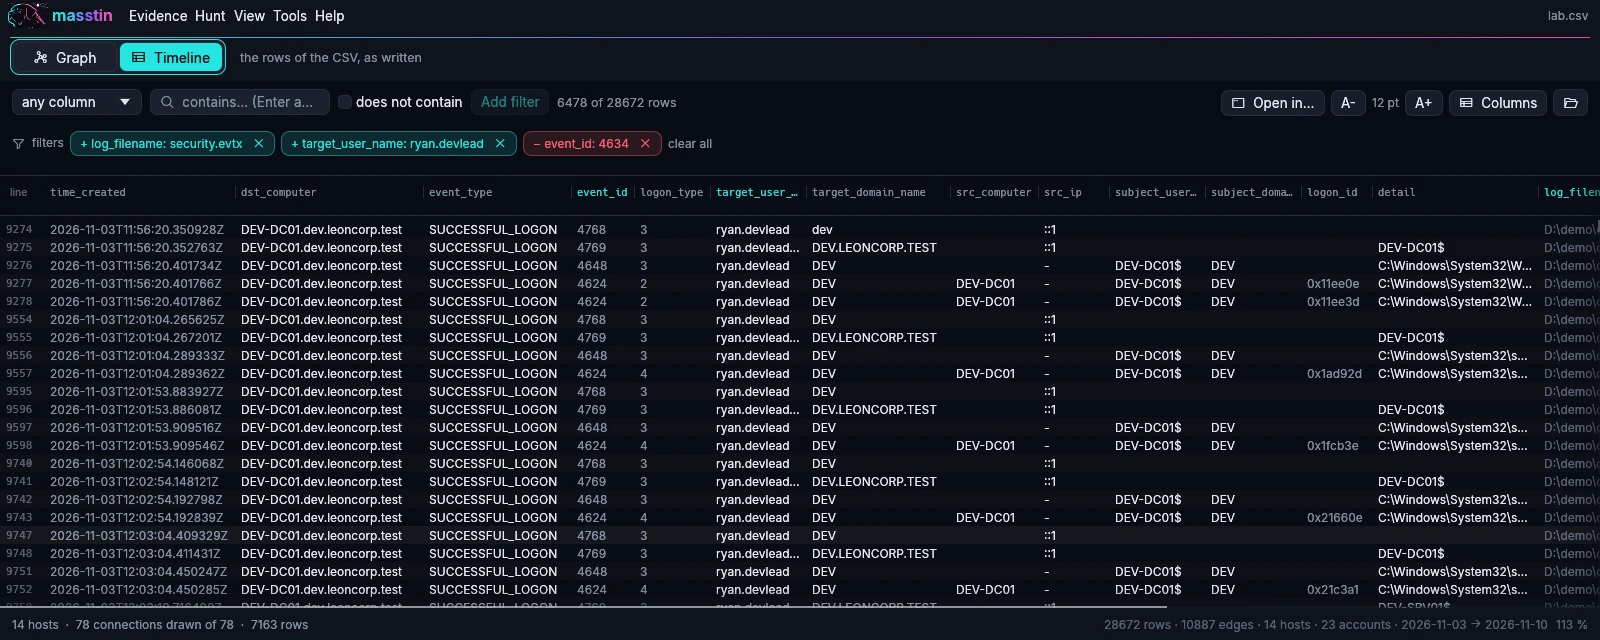 masstin Evidence Hunt View Tools Help lab.csv
Graph Timeline the rows of the CSV, as written
any column contains... (Enter a... does not contain Add filter 6478 of 28672 rows Open in... A- 12 pt A+ Columns
filters + log_filename: security.evtx × + target_user_name: ryan.devlead × − event_id: 4634 × clear all
line time_created dst_computer event_type event_id logon_type target_user_… target_domain_name src_computer src_ip subject_user… subject_doma… logon_id detail log_filen
9274 2026-11-03T11:56:20.350928Z DEV-DC01.dev.leoncorp.test SUCCESSFUL_LOGON 4768 3 ryan.devlead dev ::1 D:\demo\
9275 2026-11-03T11:56:20.352763Z DEV-DC01.dev.leoncorp.test SUCCESSFUL_LOGON 4769 3 ryan.devlead... DEV.LEONCORP.TEST ::1 DEV-DC01$ D:\demo\
9276 2026-11-03T11:56:20.401734Z DEV-DC01.dev.leoncorp.test SUCCESSFUL_LOGON 4648 3 ryan.devlead DEV - DEV-DC01$ DEV C:\Windows\System32\W... D:\demo\
9277 2026-11-03T11:56:20.401766Z DEV-DC01.dev.leoncorp.test SUCCESSFUL_LOGON 4624 2 ryan.devlead DEV DEV-DC01 - DEV-DC01$ DEV 0x11ee0e C:\Windows\System32\W... D:\demo\
9278 2026-11-03T11:56:20.401786Z DEV-DC01.dev.leoncorp.test SUCCESSFUL_LOGON 4624 2 ryan.devlead DEV DEV-DC01 - DEV-DC01$ DEV 0x11ee3d C:\Windows\System32\W... D:\demo\
9554 2026-11-03T12:01:04.265625Z DEV-DC01.dev.leoncorp.test SUCCESSFUL_LOGON 4768 3 ryan.devlead DEV ::1 D:\demo\
9555 2026-11-03T12:01:04.267201Z DEV-DC01.dev.leoncorp.test SUCCESSFUL_LOGON 4769 3 ryan.devlead... DEV.LEONCORP.TEST ::1 DEV-DC01$ D:\demo\
9556 2026-11-03T12:01:04.289333Z DEV-DC01.dev.leoncorp.test SUCCESSFUL_LOGON 4648 3 ryan.devlead DEV - DEV-DC01$ DEV C:\Windows\System32\s... D:\demo\
9557 2026-11-03T12:01:04.289362Z DEV-DC01.dev.leoncorp.test SUCCESSFUL_LOGON 4624 4 ryan.devlead DEV DEV-DC01 - DEV-DC01$ DEV 0x1ad92d C:\Windows\System32\s... D:\demo\
9595 2026-11-03T12:01:53.883927Z DEV-DC01.dev.leoncorp.test SUCCESSFUL_LOGON 4768 3 ryan.devlead DEV ::1 D:\demo\
9596 2026-11-03T12:01:53.886081Z DEV-DC01.dev.leoncorp.test SUCCESSFUL_LOGON 4769 3 ryan.devlead... DEV.LEONCORP.TEST ::1 DEV-DC01$ D:\demo\
9597 2026-11-03T12:01:53.909516Z DEV-DC01.dev.leoncorp.test SUCCESSFUL_LOGON 4648 3 ryan.devlead DEV - DEV-DC01$ DEV C:\Windows\System32\s... D:\demo\
9598 2026-11-03T12:01:53.909546Z DEV-DC01.dev.leoncorp.test SUCCESSFUL_LOGON 4624 4 ryan.devlead DEV DEV-DC01 - DEV-DC01$ DEV 0x1fcb3e C:\Windows\System32\s... D:\demo\
9740 2026-11-03T12:02:54.146068Z DEV-DC01.dev.leoncorp.test SUCCESSFUL_LOGON 4768 3 ryan.devlead DEV ::1 D:\demo\
9741 2026-11-03T12:02:54.148121Z DEV-DC01.dev.leoncorp.test SUCCESSFUL_LOGON 4769 3 ryan.devlead... DEV.LEONCORP.TEST ::1 DEV-DC01$ D:\demo\
9742 2026-11-03T12:02:54.192798Z DEV-DC01.dev.leoncorp.test SUCCESSFUL_LOGON 4648 3 ryan.devlead DEV - DEV-DC01$ DEV C:\Windows\System32\s... D:\demo\
9743 2026-11-03T12:02:54.192839Z DEV-DC01.dev.leoncorp.test SUCCESSFUL_LOGON 4624 4 ryan.devlead DEV DEV-DC01 - DEV-DC01$ DEV 0x21660e C:\Windows\System32\s... D:\demo\
9747 2026-11-03T12:03:04.409329Z DEV-DC01.dev.leoncorp.test SUCCESSFUL_LOGON 4768 3 ryan.devlead DEV ::1 D:\demo\
9748 2026-11-03T12:03:04.411431Z DEV-DC01.dev.leoncorp.test SUCCESSFUL_LOGON 4769 3 ryan.devlead... DEV.LEONCORP.TEST ::1 DEV-DC01$ D:\demo\
9751 2026-11-03T12:03:04.450247Z DEV-DC01.dev.leoncorp.test SUCCESSFUL_LOGON 4648 3 ryan.devlead DEV - DEV-DC01$ DEV C:\Windows\System32\s... D:\demo\
9752 2026-11-03T12:03:04.450285Z DEV-DC01.dev.leoncorp.test SUCCESSFUL_LOGON 4624 4 ryan.devlead DEV DEV-DC01 - DEV-DC01$ DEV 0x21c3a1 C:\Windows\System32\s... D:\demo\
14 hosts · 78 connections drawn of 78 · 7163 rows 28672 rows · 10887 edges · 14 hosts · 23 accounts · 2026-11-03 → 2026-11-10 113 %